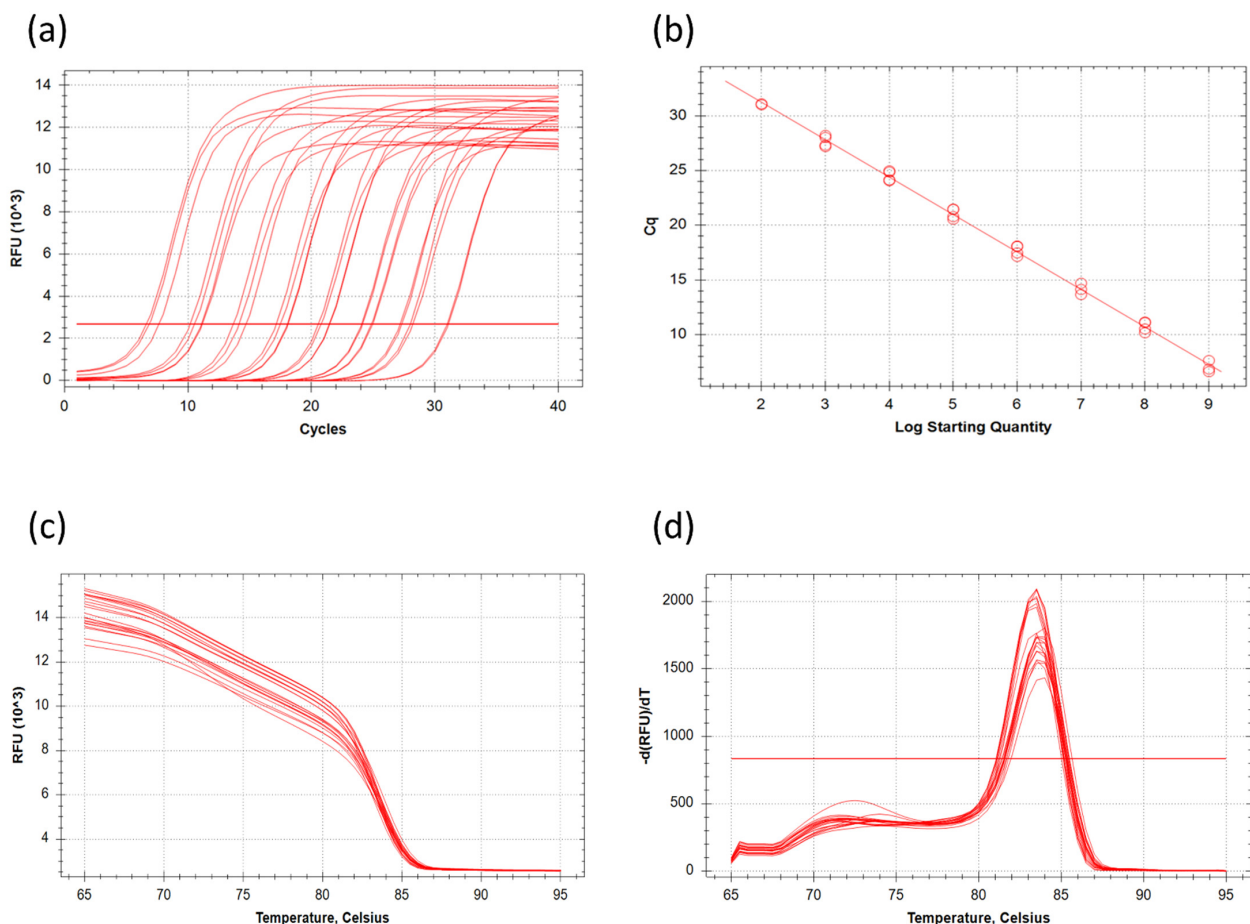 (a)
14
12
10
8
6
4
2
0
RFU (10^3)
0 10 20 30 40
Cycles
(b)
30
25
20
15
10
Cq
2 3 4 5 6 7 8 9
Log Starting Quantity
(c)
14
12
10
8
6
4
RFU (10^3)
65 70 75 80 85 90 95
Temperature, Celsius
(d)
2000
1500
1000
500
0
-d(RFU)/dT
65 70 75 80 85 90 95
Temperature, Celsius